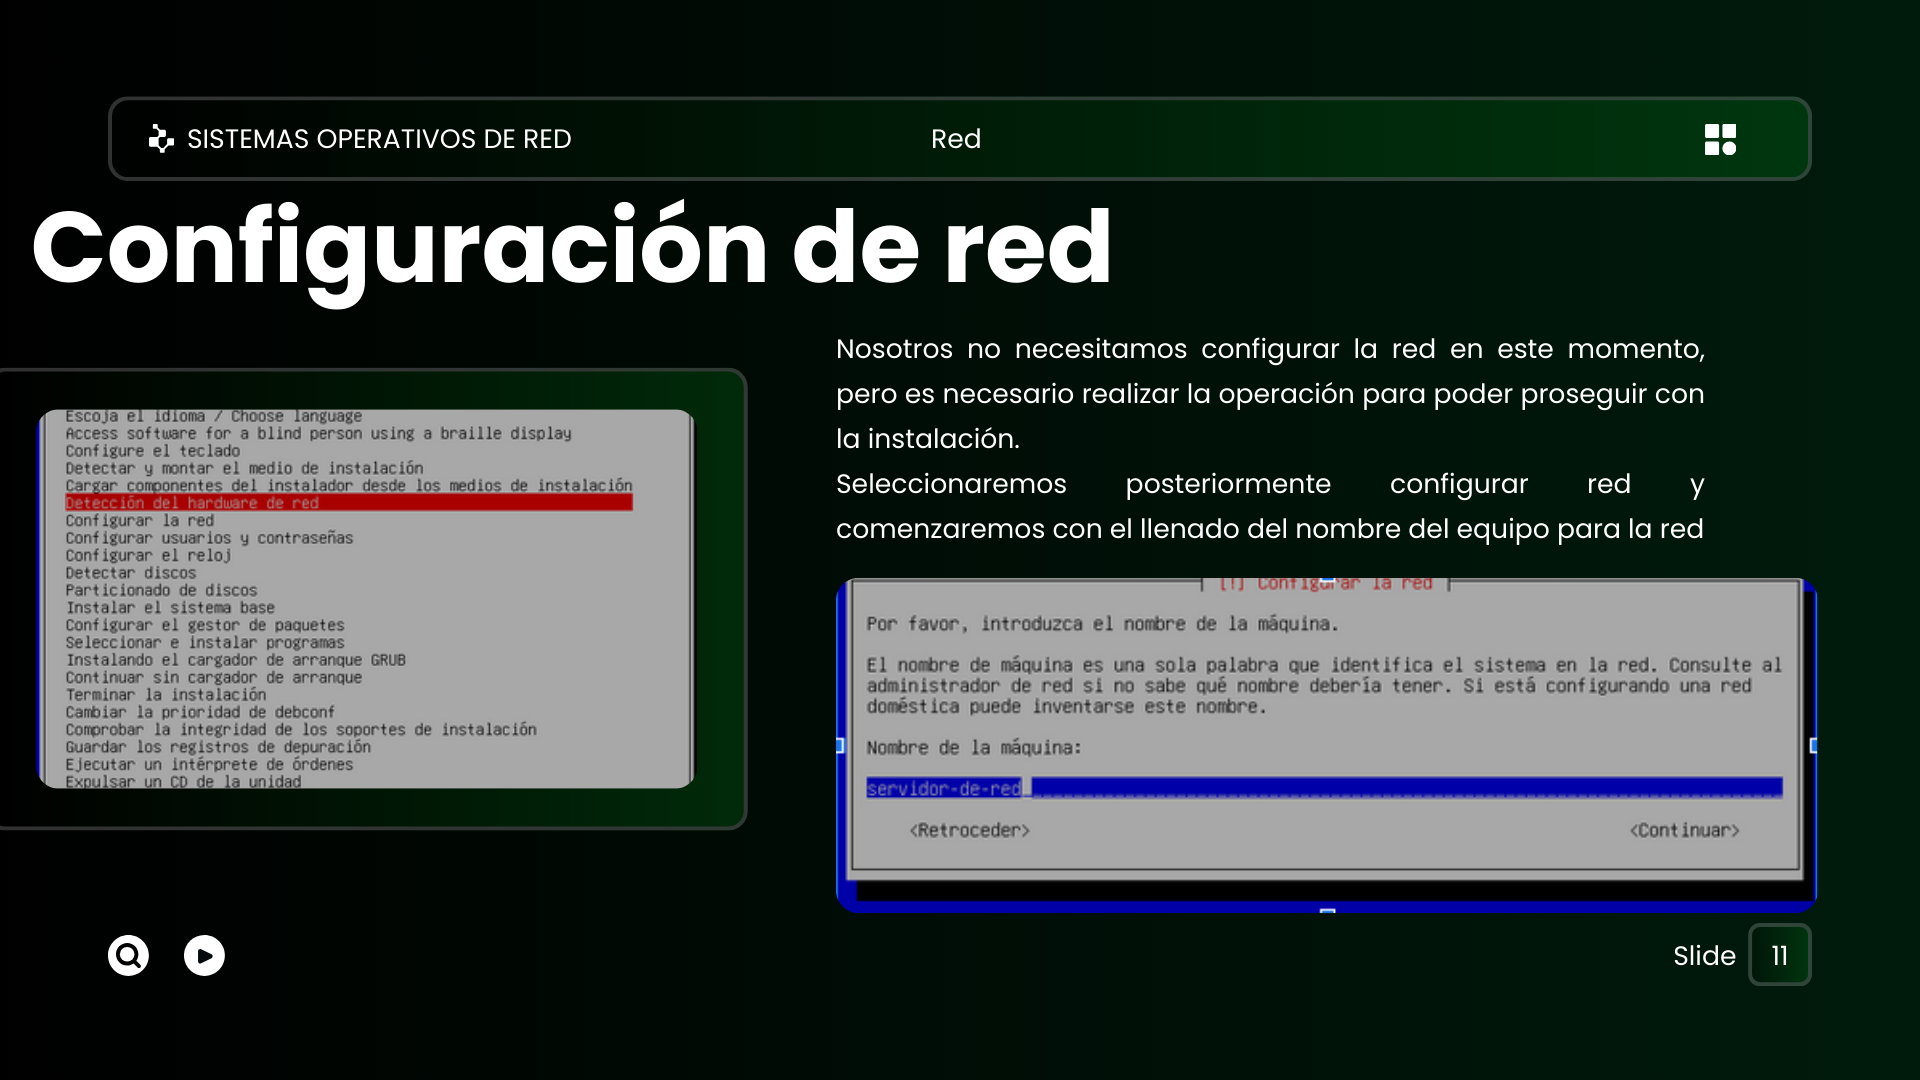 SISTEMAS OPERATIVOS DE RED
Red
Configuración de red
Nosotros no necesitamos configurar la red en este momento,
pero es necesario realizar la operación para poder proseguir con
la instalación.
Seleccionaremos posteriormente configurar red y
comenzaremos con el llenado del nombre del equipo para la red
Escoja el idioma / Choose language
Access software for a blind person using a braille display
Configure el teclado
Detectar y montar el medio de instalación
Cargar componentes del instalador desde los medios de instalación
Detección del hardware de red
Configurar la red
Configurar usuarios y contraseñas
Configurar el reloj
Detectar discos
Particionado de discos
Instalar el sistema base
Configurar el gestor de paquetes
Seleccionar e instalar programas
Instalando el cargador de arranque GRUB
Continuar sin cargador de arranque
Terminar la instalación
Cambiar la prioridad de debconf
Comprobar la integridad de los soportes de instalación
Guardar los registros de depuración
Ejecutar un intérprete de órdenes
Expulsar un CD de la unidad
[!] Configurar la red
Por favor, introduzca el nombre de la máquina.
El nombre de máquina es una sola palabra que identifica el sistema en la red. Consulte al
administrador de red si no sabe qué nombre debería tener. Si está configurando una red
doméstica puede inventarse este nombre.
Nombre de la máquina:
servidor-de-red
<Retroceder> <Continuar>
Slide 11